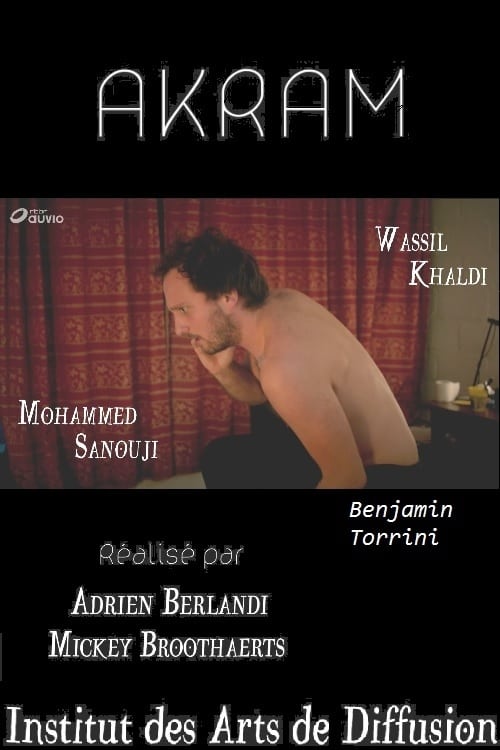 AKRAM
rtbf
auvio
WASSIL
KHALDI
MOHAMMED
SANOUJI
Benjamin
Torrini
Réalisé par
ADRIEN BERLANDI
MICKEY BROOTHAERTS
INSTITUT DES ARTS DE DIFFUSION